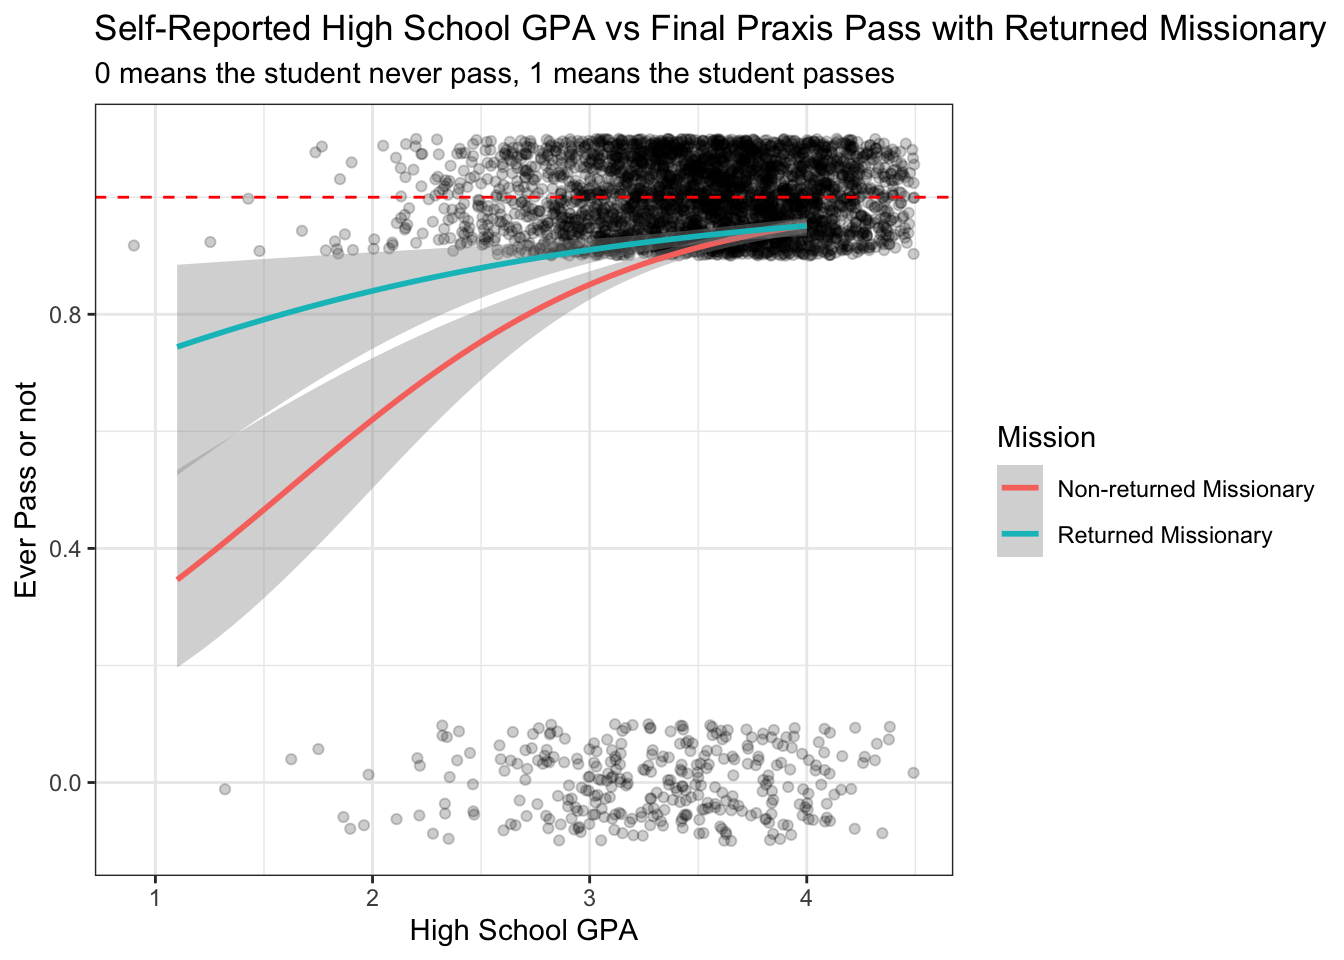 Self-Reported High School GPA vs Final Praxis Pass with Returned Missionary
0 means the student never pass, 1 means the student passes
Ever Pass or not
0.8
0.4
0.0
1 2 3 4
High School GPA
Mission
Non-returned Missionary
Returned Missionary